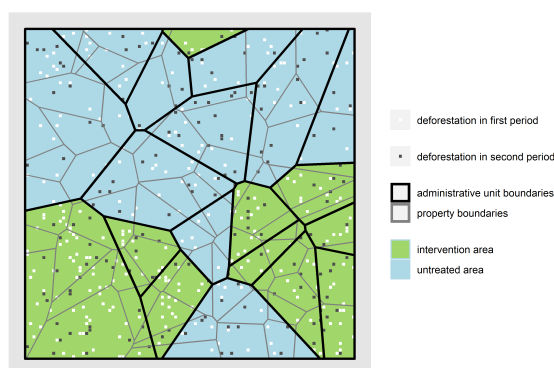 deforestation in first period
deforestation in second period
administrative unit boundaries
property boundaries
intervention area
untreated area